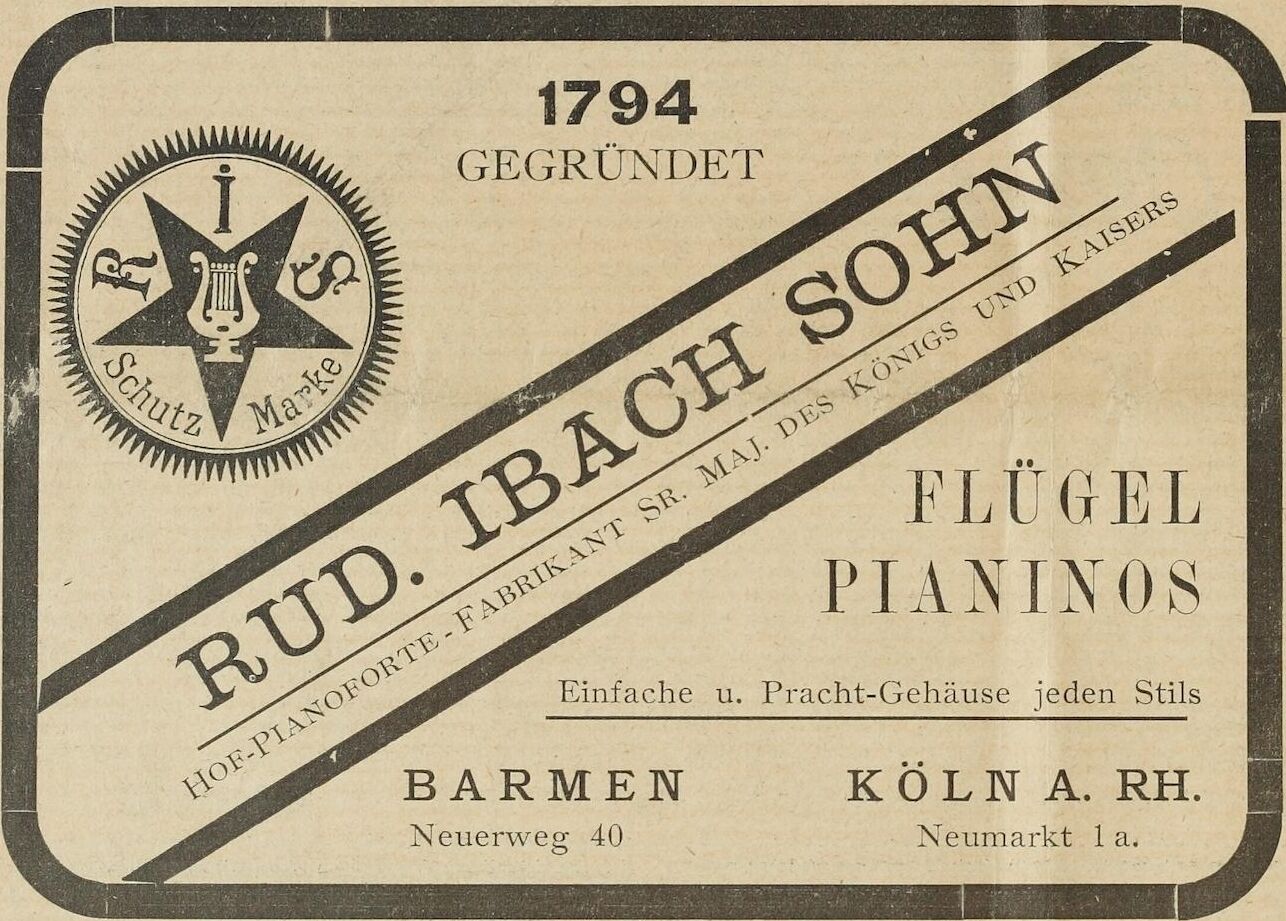 1794
GEGRÜNDET
R i S
Schutz Marke
RUD. IBACH SOHN
HOF-PIANOFORTE-FABRIKANT SR. MAJ. DES KÖNIGS UND KAISERS
FLÜGEL
PIANINOS
Einfache u. Pracht-Gehäuse jeden Stils
BARMEN
Neuerweg 40
KÖLN A. RH.
Neumarkt 1a.